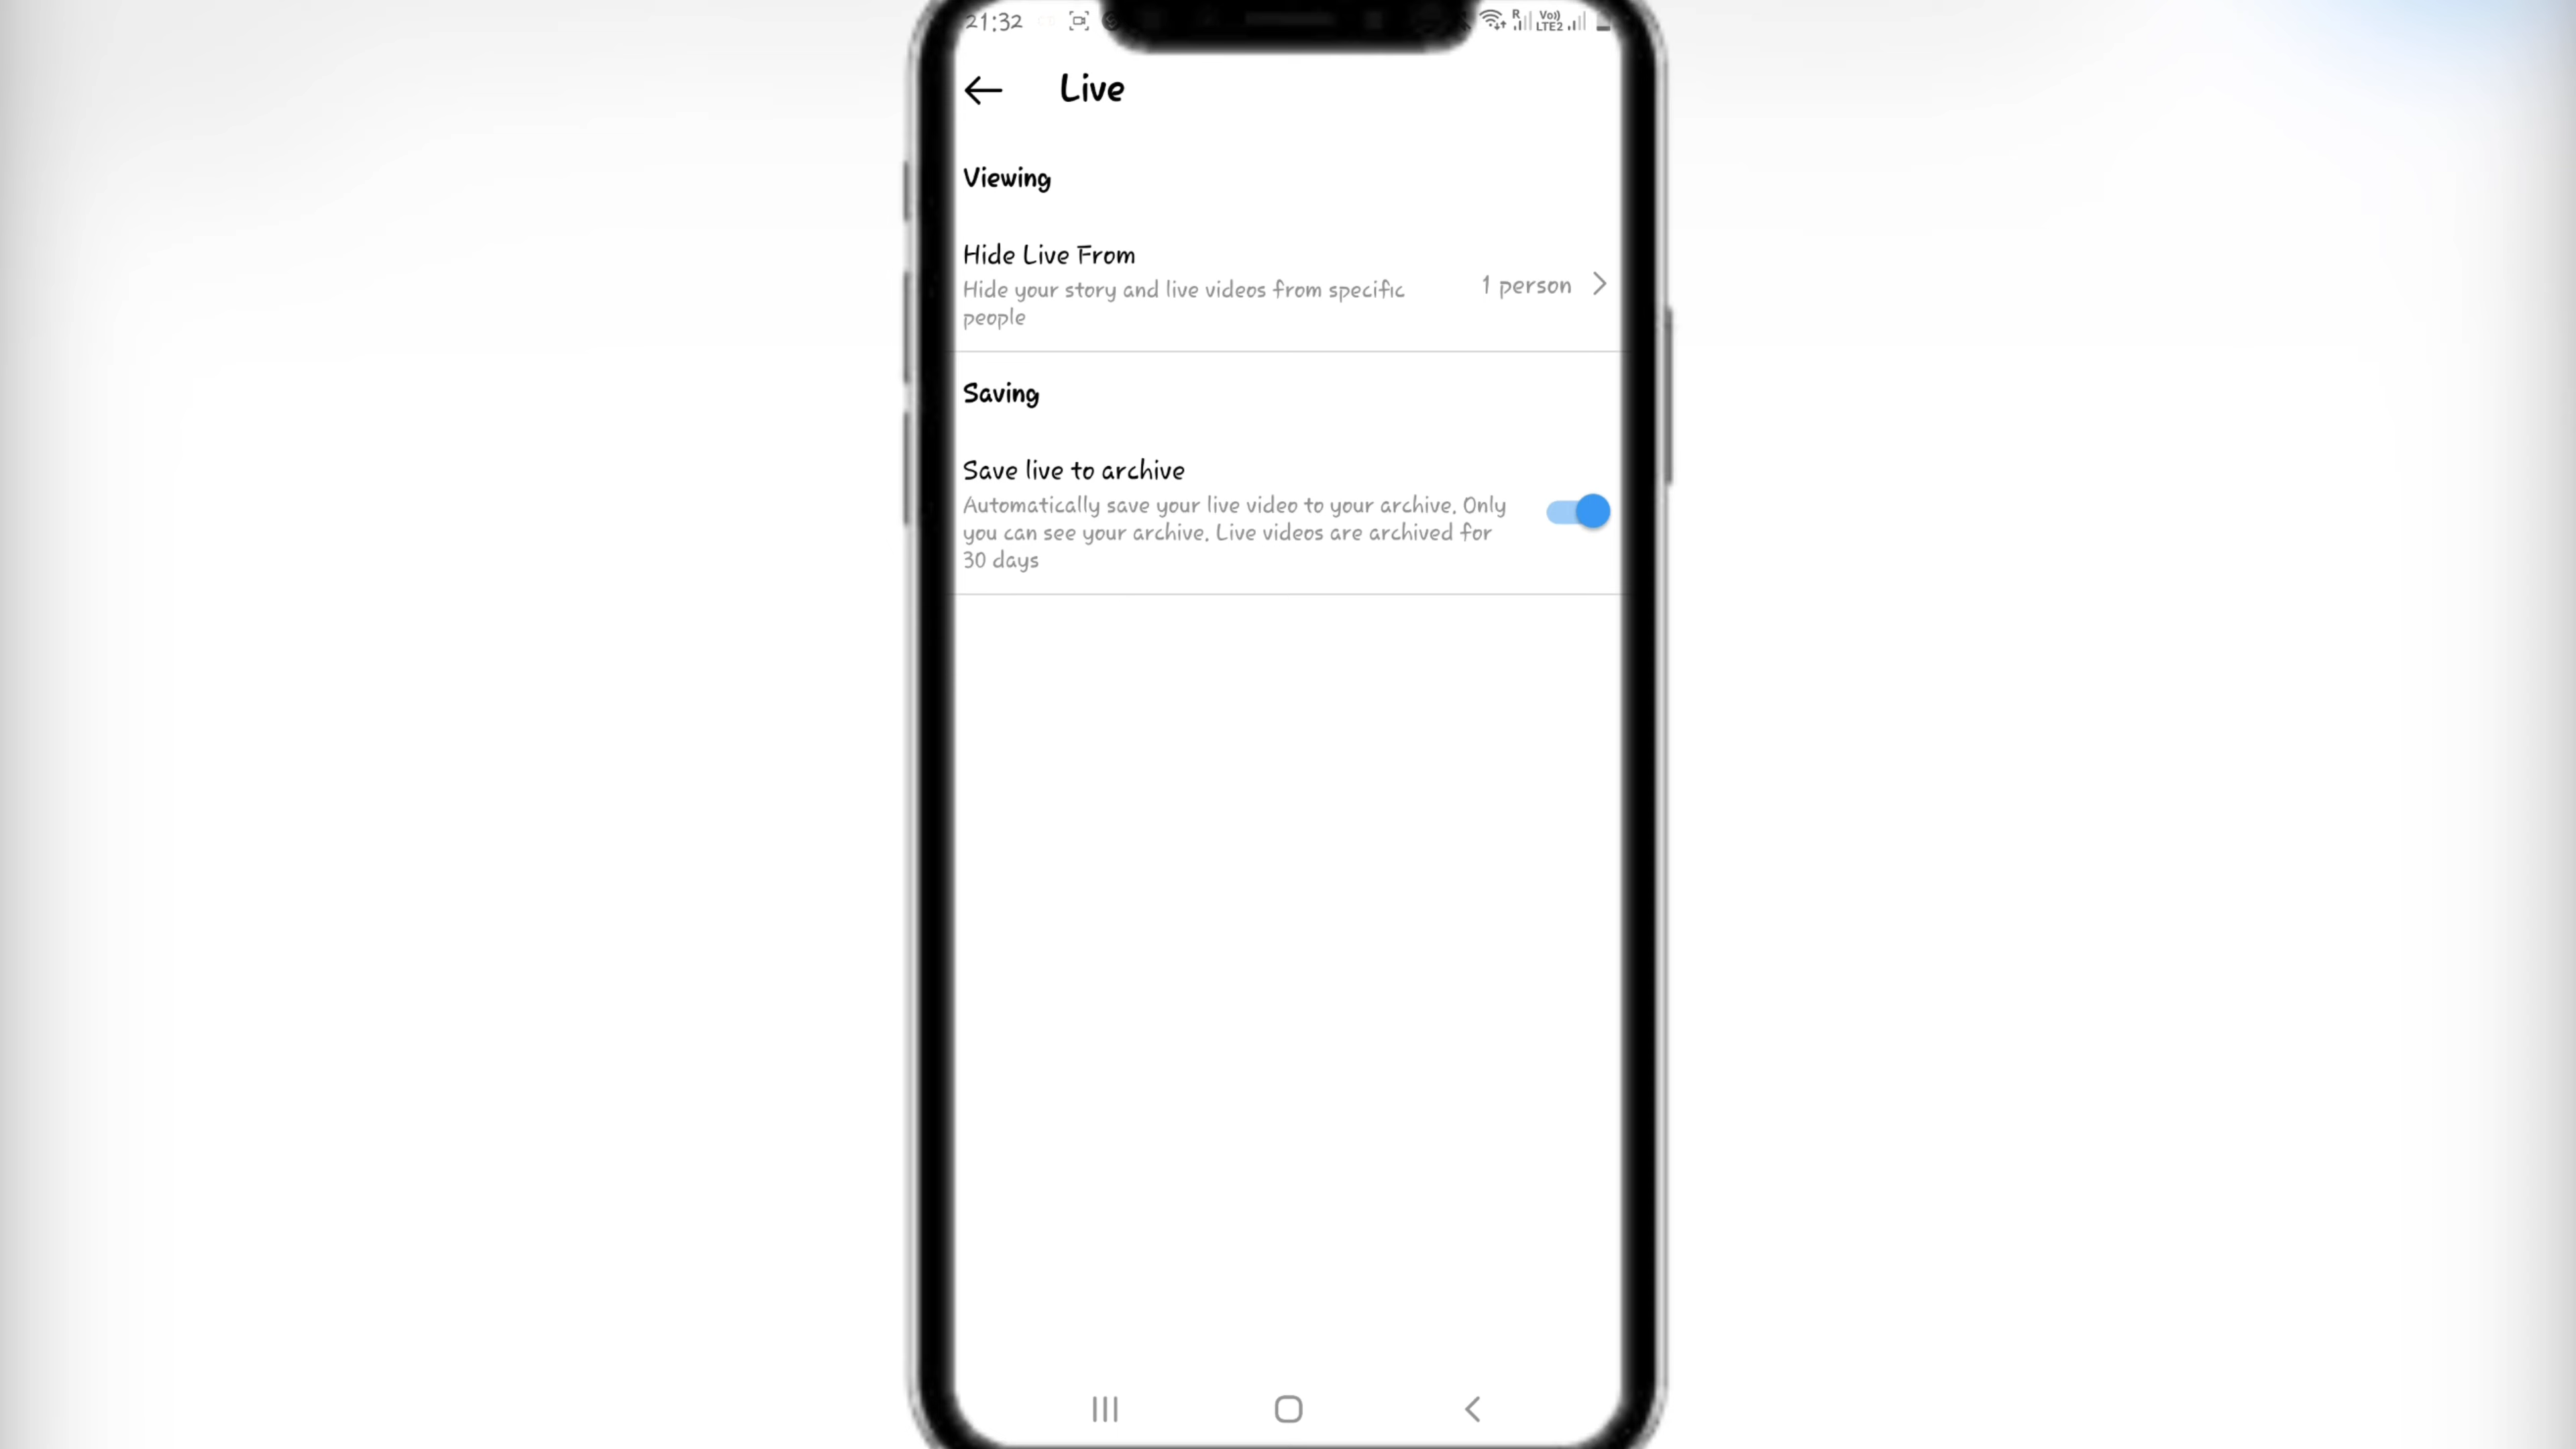 21:32
R Vo)) LTE2
Live
Viewing
Hide Live From
Hide your story and live videos from specific people
1 person
Saving
Save live to archive
Automatically save your live video to your archive. Only
you can see your archive. Live videos are archived for
30 days